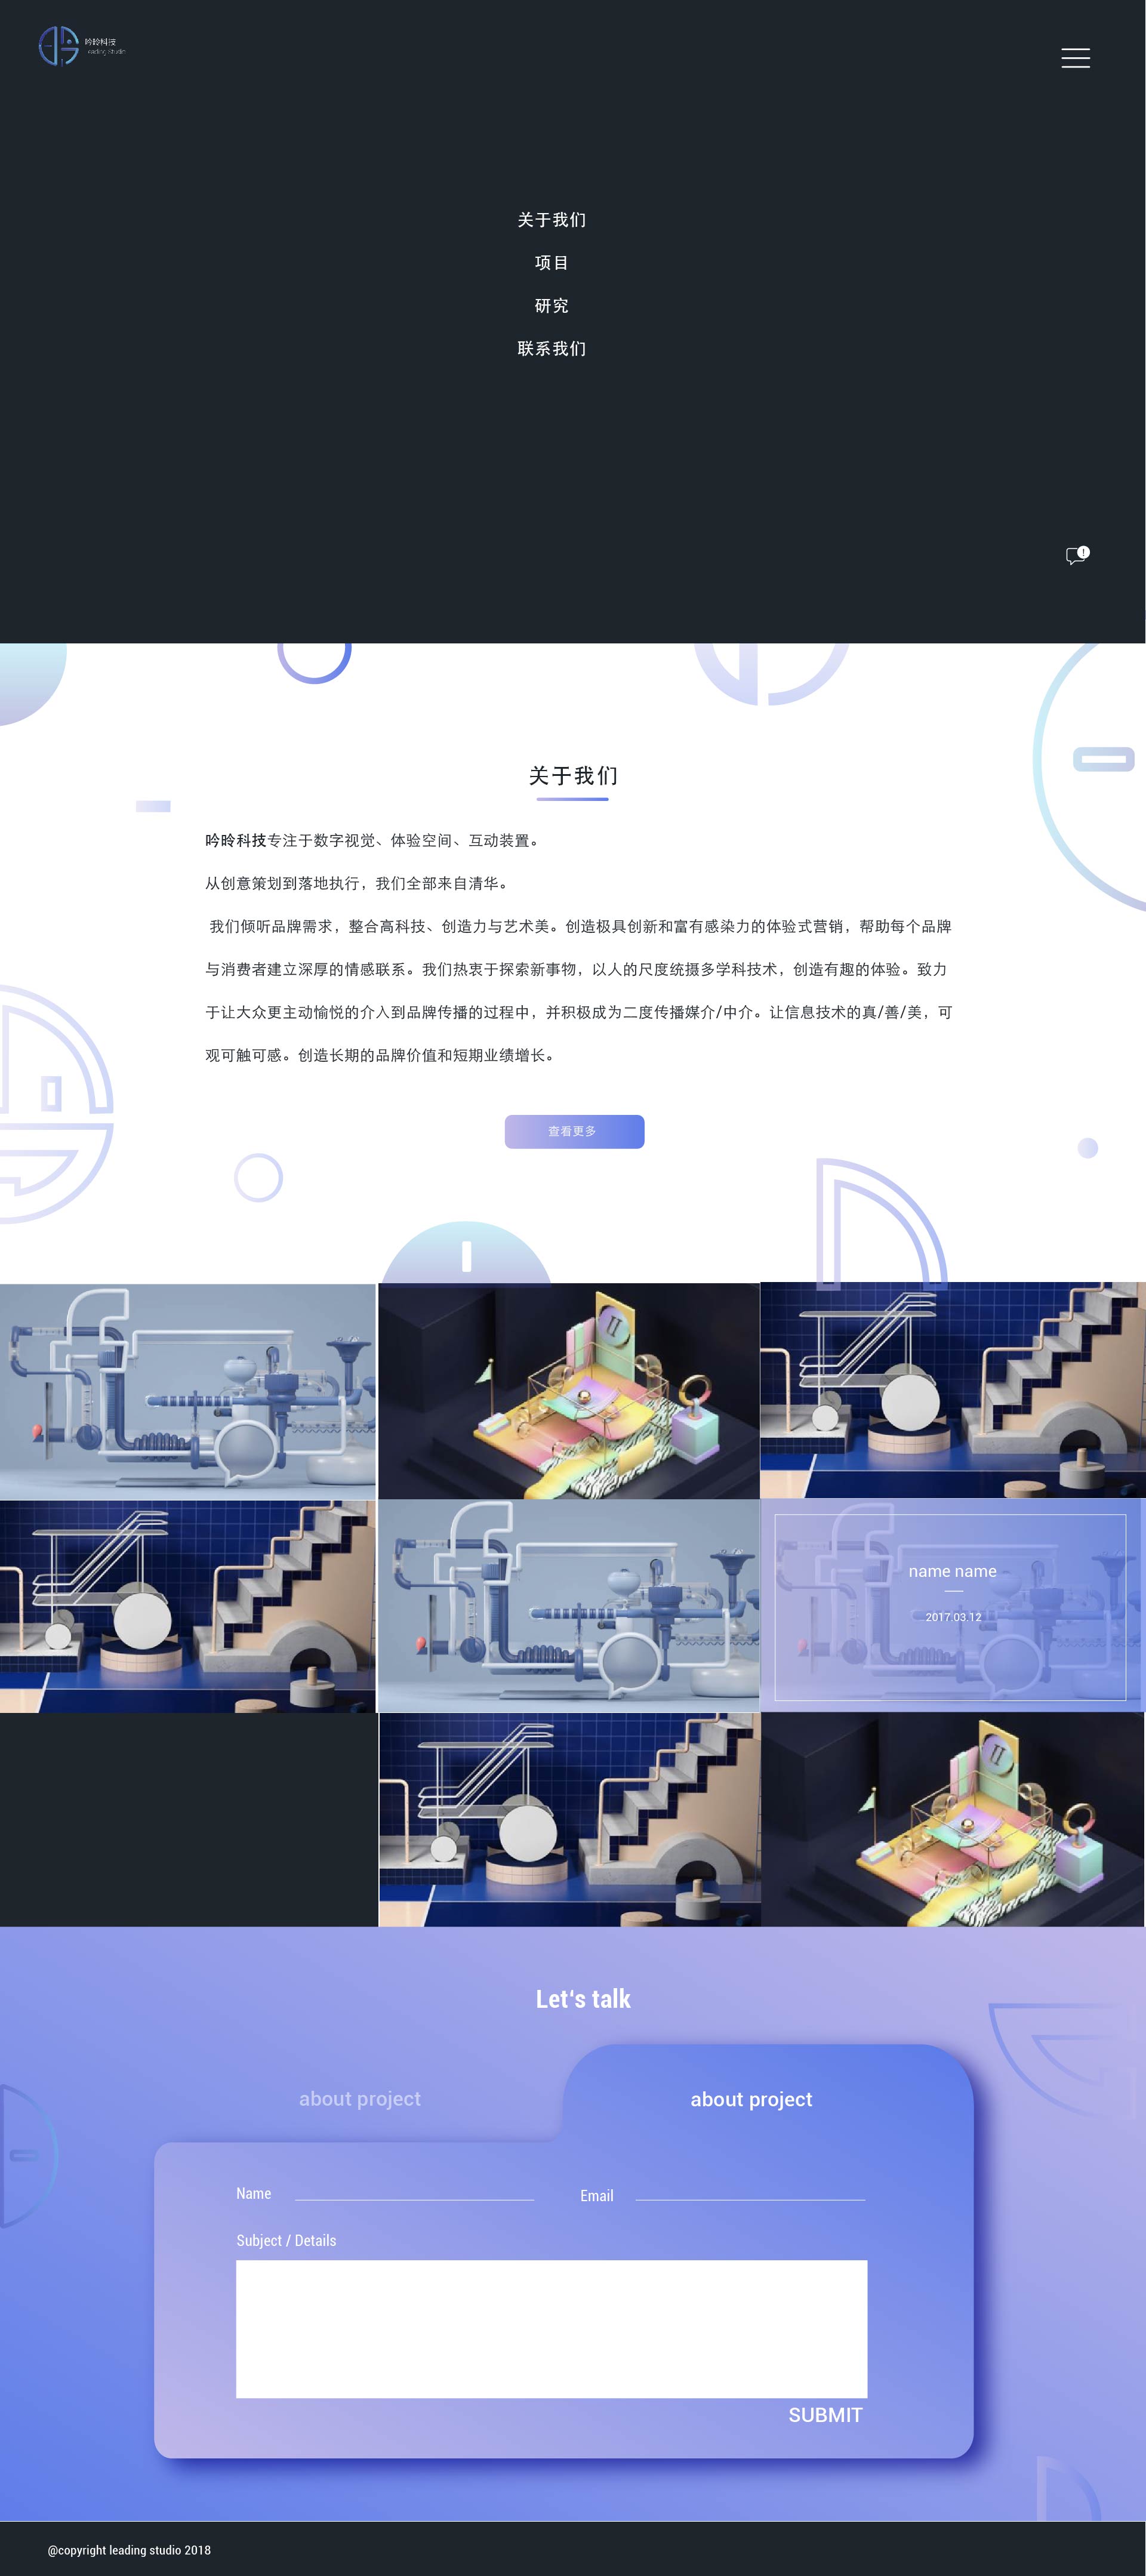 吟昤科技
Leading Studio
关于我们
项目
研究
联系我们
关于我们
吟昤科技专注于数字视觉、体验空间、互动装置。
从创意策划到落地执行，我们全部来自清华。
我们倾听品牌需求，整合高科技、创造力与艺术美。创造极具创新和富有感染力的体验式营销，帮助每个品牌
与消费者建立深厚的情感联系。我们热衷于探索新事物，以人的尺度统摄多学科技术，创造有趣的体验。致力
于让大众更主动愉悦的介入到品牌传播的过程中，并积极成为二度传播媒介/中介。让信息技术的真/善/美，可
观可触可感。创造长期的品牌价值和短期业绩增长。
查看更多
name name
2017.03.12
Let's talk
about project
about project
Name
Email
Subject / Details
SUBMIT
@copyright leading studio 2018